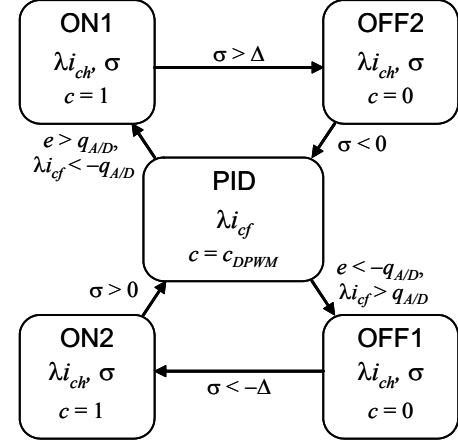 ON1
λi_ch, σ
c = 1
σ > Δ
OFF2
λi_ch, σ
c = 0
e > q_A/D,
λi_cf < -q_A/D
σ < 0
PID
λi_cf
c = c_DPWM
σ > 0
e < -q_A/D,
λi_cf > q_A/D
ON2
λi_ch, σ
c = 1
σ < -Δ
OFF1
λi_ch, σ
c = 0